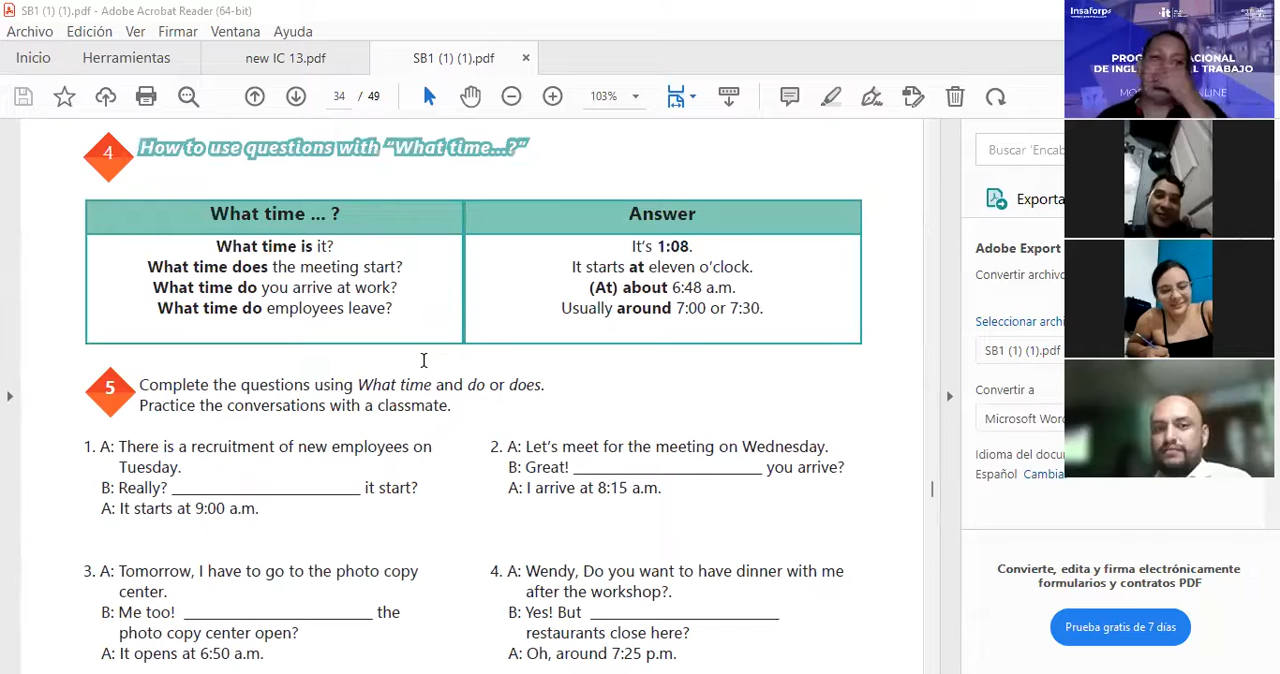 SB1 (1) (1).pdf - Adobe Acrobat Reader (64-bit)
Archivo Edición Ver Firmar Ventana Ayuda
Inicio Herramientas new IC 13.pdf SB1 (1) (1).pdf ×
34 / 49 103%
4 How to use questions with “What time...?”
What time ... ? Answer
What time is it? It’s 1:08.
What time does the meeting start? It starts at eleven o’clock.
What time do you arrive at work? (At) about 6:48 a.m.
What time do employees leave? Usually around 7:00 or 7:30.
5 Complete the questions using What time and do or does.
Practice the conversations with a classmate.
1. A: There is a recruitment of new employees on
Tuesday.
B: Really? ____________________ it start?
A: It starts at 9:00 a.m.
2. A: Let’s meet for the meeting on Wednesday.
B: Great! ____________________ you arrive?
A: I arrive at 8:15 a.m.
3. A: Tomorrow, I have to go to the photo copy
center.
B: Me too! ____________________ the
photo copy center open?
A: It opens at 6:50 a.m.
4. A: Wendy, Do you want to have dinner with me
after the workshop?.
B: Yes! But ____________________
restaurants close here?
A: Oh, around 7:25 p.m.
Buscar 'Encab
Exporta
Adobe Export
Convertir archivo
Seleccionar archi
SB1 (1) (1).pdf
Convertir a
Microsoft Word
Idioma del docu
Español Cambia
Convierte, edita y firma electrónicamente
formularios y contratos PDF
Prueba gratis de 7 días
Insaforp
it